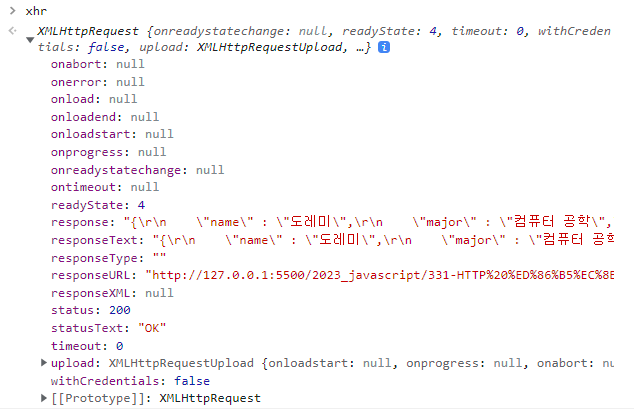 xhr
XMLHttpRequest {onreadystatechange: null, readyState: 4, timeout: 0, withCreden
tials: false, upload: XMLHttpRequestUpload, …} i
onabort: null
onerror: null
onload: null
onloadend: null
onloadstart: null
onprogress: null
onreadystatechange: null
ontimeout: null
readyState: 4
response: "{\r\n    \"name\" : \"도레미\",\r\n    \"major\" : \"컴퓨터 공학\",
responseText: "{\r\n    \"name\" : \"도레미\",\r\n    \"major\" : \"컴퓨터 공학
responseType: ""
responseURL: "http://127.0.0.1:5500/2023_javascript/331-HTTP%20%ED%86%B5%EC%8B
responseXML: null
status: 200
statusText: "OK"
timeout: 0
upload: XMLHttpRequestUpload {onloadstart: null, onprogress: null, onabort: nu
withCredentials: false
[[Prototype]]: XMLHttpRequest